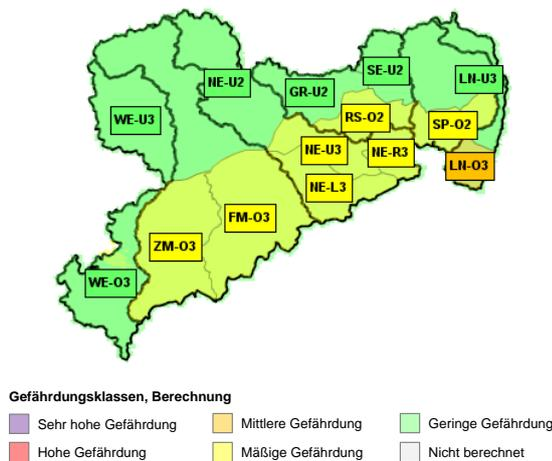 SE-U2
LN-U3
NE-U2
GR-U2
WE-U3
RS-O2
SP-O2
NE-U3
NE-R3
LN-O3
NE-L3
FM-O3
ZM-O3
WE-O3
Gefährdungsklassen, Berechnung
Sehr hohe Gefährdung Mittlere Gefährdung Geringe Gefährdung
Hohe Gefährdung Mäßige Gefährdung Nicht berechnet